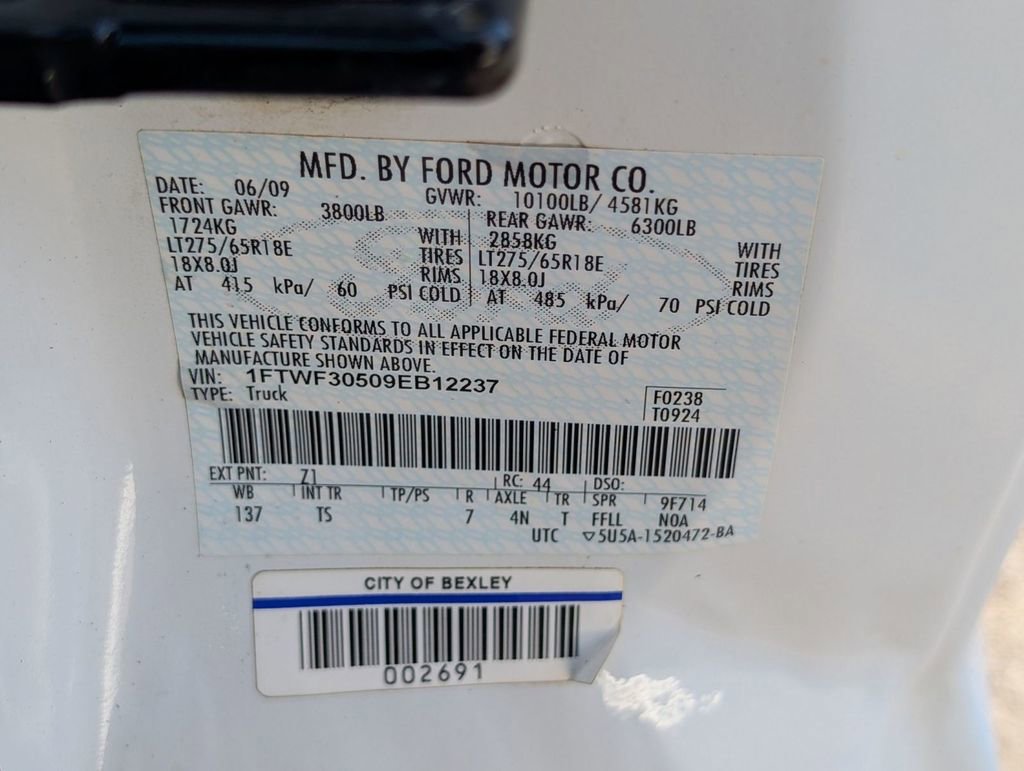 MFD. BY FORD MOTOR CO.
DATE: 06/09 GVWR: 10100LB/ 4581KG
FRONT GAWR: 3800LB REAR GAWR: 6300LB
1724KG WITH 2858KG WITH
LT275/65R18E TIRES LT275/65R18E TIRES
18X8.0J RIMS 18X8.0J RIMS
AT 415 kPa/ 60 PSI COLD AT 485 kPa/ 70 PSI COLD
THIS VEHICLE CONFORMS TO ALL APPLICABLE FEDERAL MOTOR
VEHICLE SAFETY STANDARDS IN EFFECT ON THE DATE OF
MANUFACTURE SHOWN ABOVE.
VIN: 1FTWF30509EB12237
TYPE: Truck F0238
T0924
EXT PNT: Z1 RC: 44 DSO:
WB INT TR TP/PS R AXLE TR SPR 9F714
137 TS 7 4N T FFLL NOA
UTC ▽5U5A-1520472-BA
CITY OF BEXLEY
002691